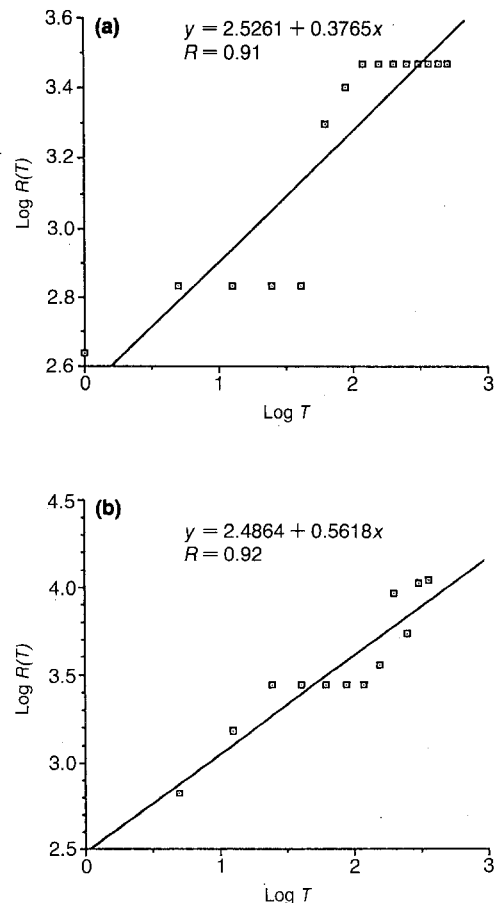 (a)
y = 2.5261 + 0.3765x
R = 0.91
3.6
3.4
3.2
3.0
2.8
2.6
Log R(T)
0 1 2 3
Log T
(b)
y = 2.4864 + 0.5618x
R = 0.92
4.5
4.0
3.5
3.0
2.5
Log R(T)
0 1 2 3
Log T